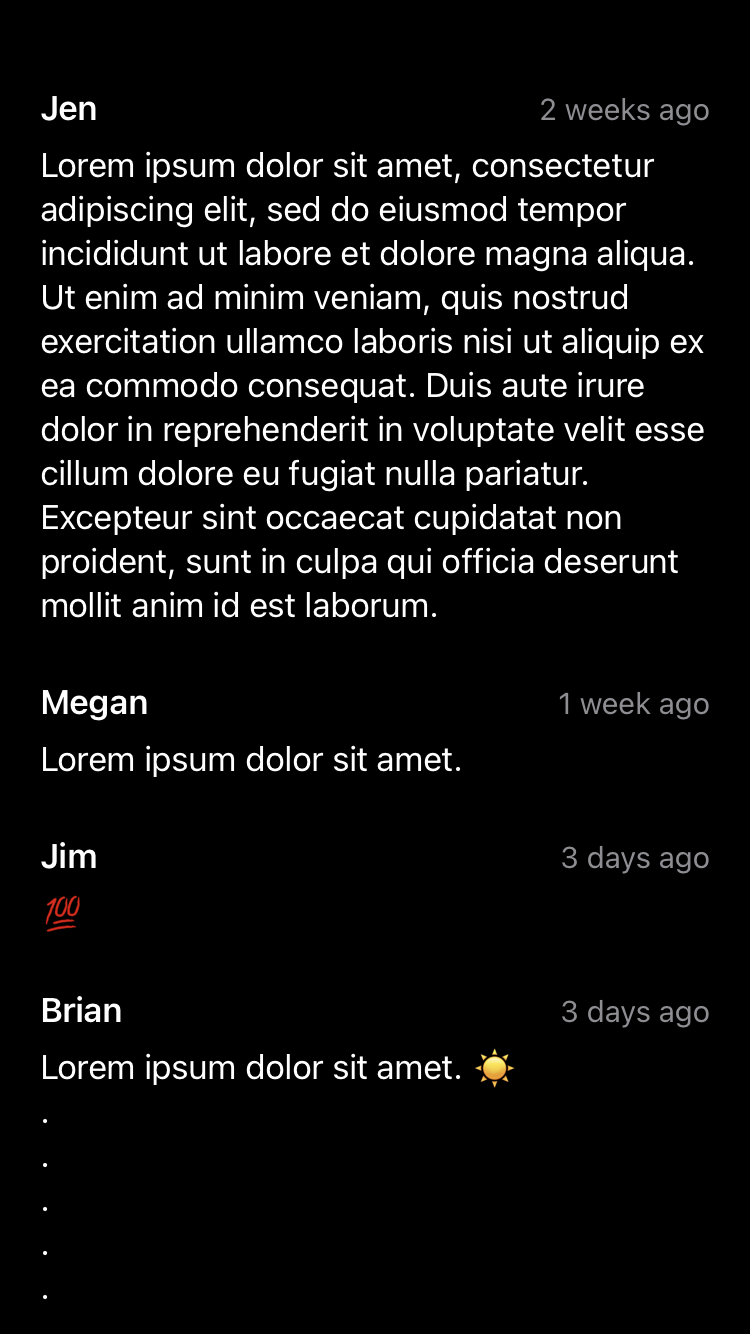 Jen 2 weeks ago
Lorem ipsum dolor sit amet, consectetur
adipiscing elit, sed do eiusmod tempor
incididunt ut labore et dolore magna aliqua.
Ut enim ad minim veniam, quis nostrud
exercitation ullamco laboris nisi ut aliquip ex
ea commodo consequat. Duis aute irure
dolor in reprehenderit in voluptate velit esse
cillum dolore eu fugiat nulla pariatur.
Excepteur sint occaecat cupidatat non
proident, sunt in culpa qui officia deserunt
mollit anim id est laborum.
Megan 1 week ago
Lorem ipsum dolor sit amet.
Jim 3 days ago
💯
Brian 3 days ago
Lorem ipsum dolor sit amet. ☀️
.
.
.
.
.